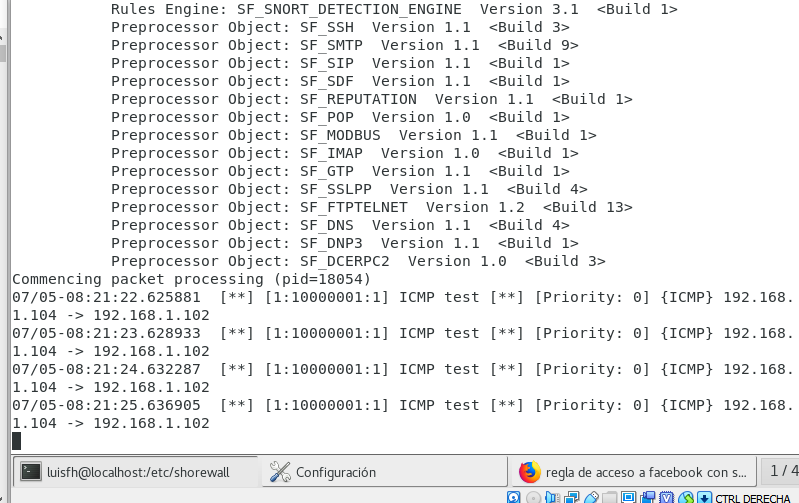 Rules Engine: SF_SNORT_DETECTION_ENGINE  Version 3.1  <Build 1>
Preprocessor Object: SF_SSH  Version 1.1  <Build 3>
Preprocessor Object: SF_SMTP  Version 1.1  <Build 9>
Preprocessor Object: SF_SIP  Version 1.1  <Build 1>
Preprocessor Object: SF_SDF  Version 1.1  <Build 1>
Preprocessor Object: SF_REPUTATION  Version 1.1  <Build 1>
Preprocessor Object: SF_POP  Version 1.0  <Build 1>
Preprocessor Object: SF_MODBUS  Version 1.1  <Build 1>
Preprocessor Object: SF_IMAP  Version 1.0  <Build 1>
Preprocessor Object: SF_GTP  Version 1.1  <Build 1>
Preprocessor Object: SF_SSLPP  Version 1.1  <Build 4>
Preprocessor Object: SF_FTPTELNET  Version 1.2  <Build 13>
Preprocessor Object: SF_DNS  Version 1.1  <Build 4>
Preprocessor Object: SF_DNP3  Version 1.1  <Build 1>
Preprocessor Object: SF_DCERPC2  Version 1.0  <Build 3>
Commencing packet processing (pid=18054)
07/05-08:21:22.625881  [**] [1:10000001:1] ICMP test [**] [Priority: 0] {ICMP} 192.168.
1.104 -> 192.168.1.102
07/05-08:21:23.628933  [**] [1:10000001:1] ICMP test [**] [Priority: 0] {ICMP} 192.168.
1.104 -> 192.168.1.102
07/05-08:21:24.632287  [**] [1:10000001:1] ICMP test [**] [Priority: 0] {ICMP} 192.168.
1.104 -> 192.168.1.102
07/05-08:21:25.636905  [**] [1:10000001:1] ICMP test [**] [Priority: 0] {ICMP} 192.168.
1.104 -> 192.168.1.102
luisfh@localhost:/etc/shorewall
Configuración
regla de acceso a facebook con s...
1 / 4
CTRL DERECHA